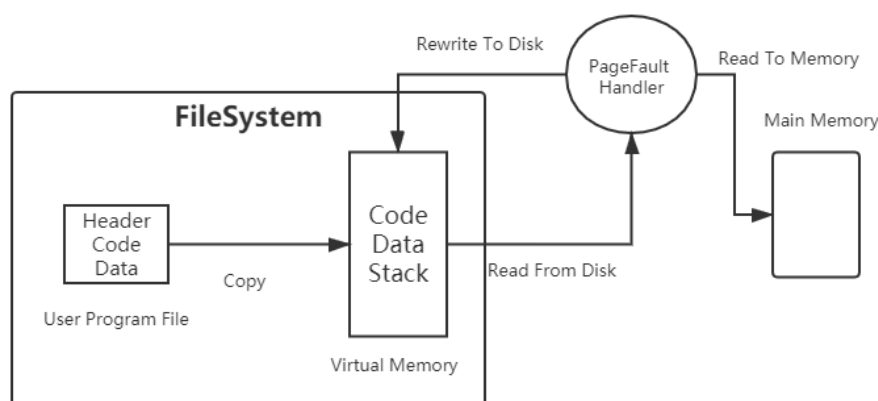 Rewrite To Disk
PageFault
Handler
Read To Memory
FileSystem
Main Memory
Header
Code
Data
Code
Data
Stack
Copy
Read From Disk
User Program File
Virtual Memory